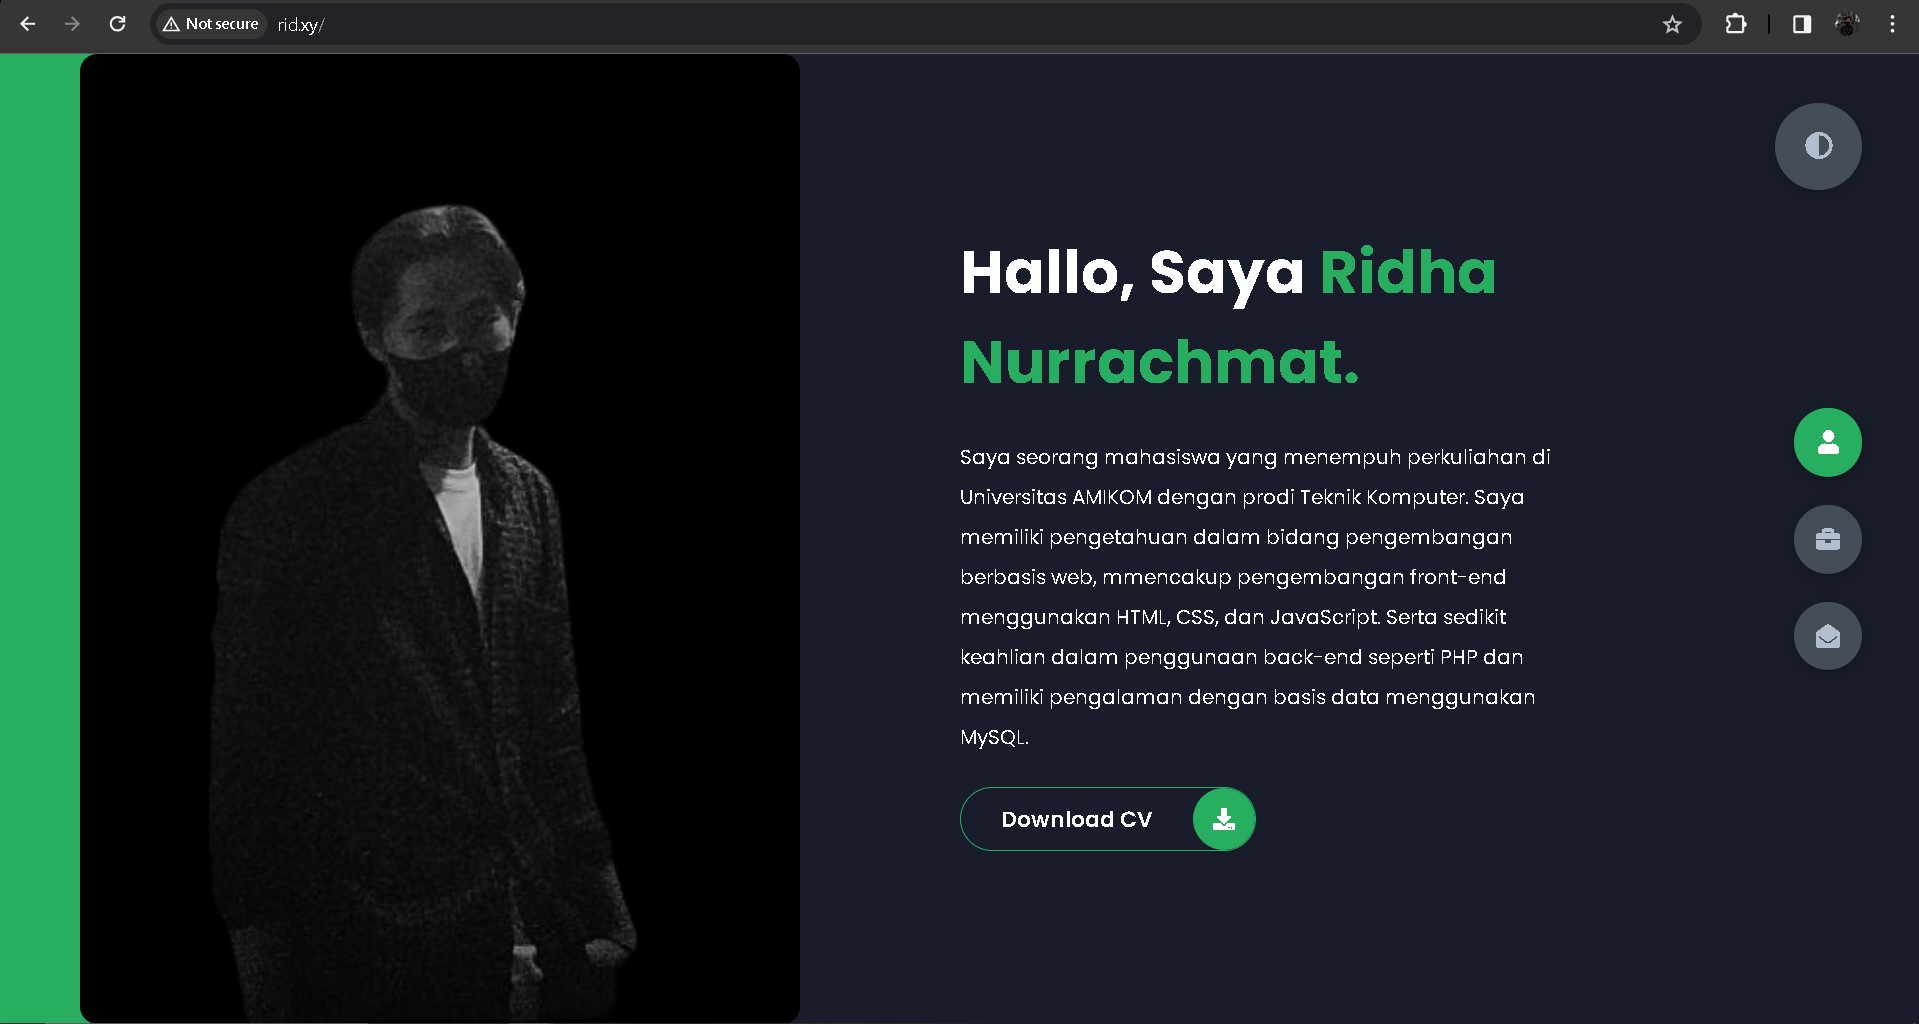 Not secure
rid.xy/
Hallo, Saya Ridha
Nurrachmat.
Saya seorang mahasiswa yang menempuh perkuliahan di
Universitas AMIKOM dengan prodi Teknik Komputer. Saya
memiliki pengetahuan dalam bidang pengembangan
berbasis web, mmencakup pengembangan front-end
menggunakan HTML, CSS, dan JavaScript. Serta sedikit
keahlian dalam penggunaan back-end seperti PHP dan
memiliki pengalaman dengan basis data menggunakan
MySQL.
Download CV